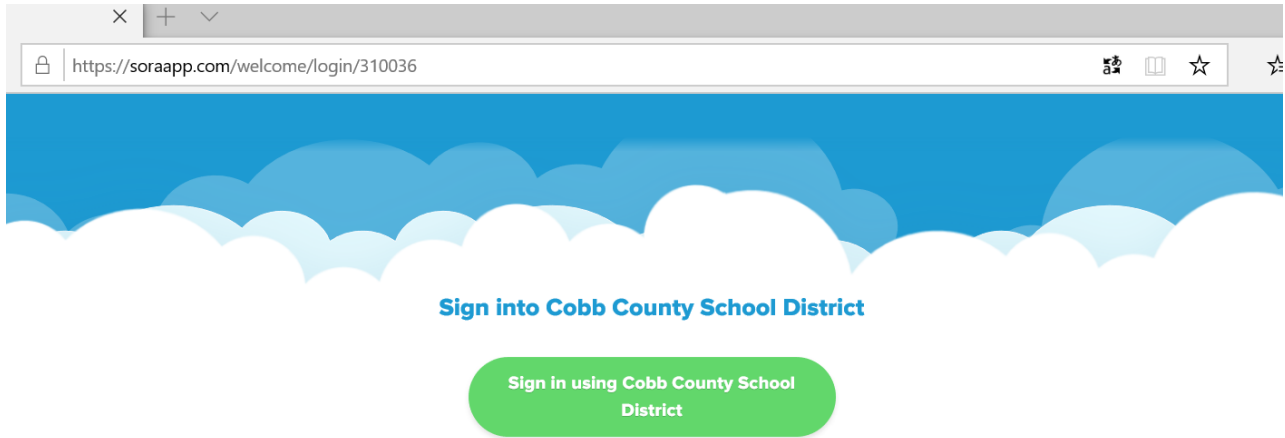 https://soraapp.com/welcome/login/310036
Sign into Cobb County School District
Sign in using Cobb County School
District